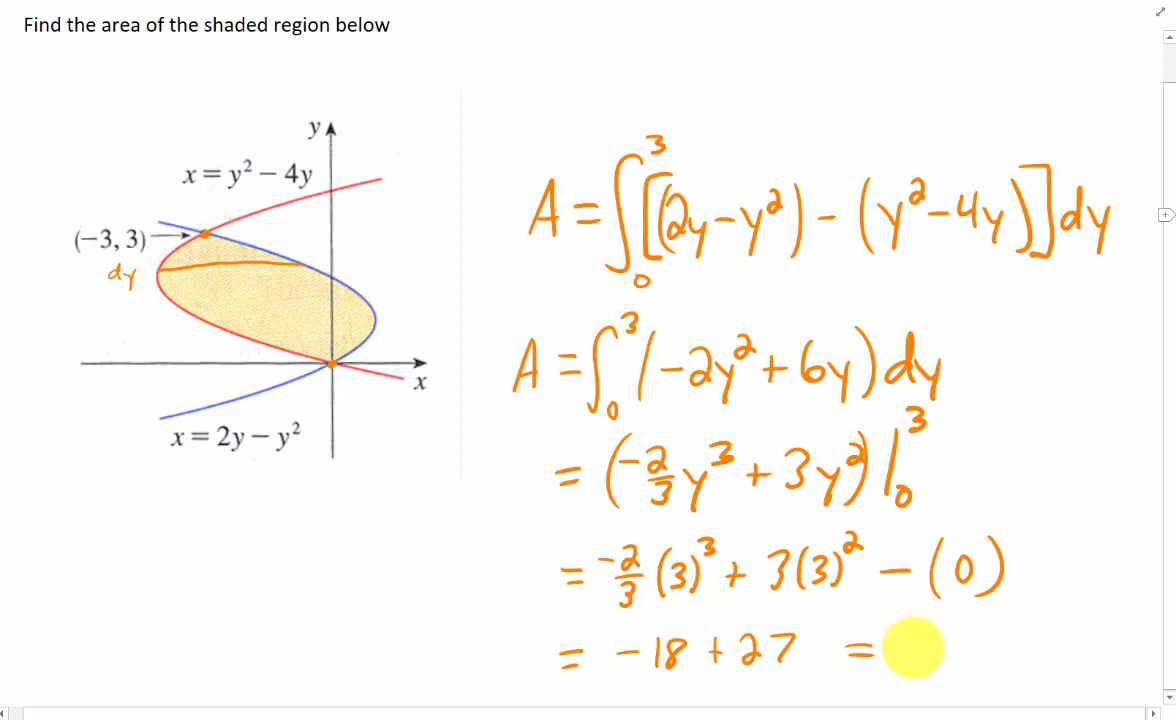 Find the area of the shaded region below
y
x = y² − 4y
(−3, 3)
dy
x
x = 2y − y²
A = ∫₀³ [(2y − y²) − (y² − 4y)] dy
A = ∫₀³ (−2y² + 6y) dy
= (−2/3 y³ + 3y²) |₀³
= −2/3 (3)³ + 3(3)² − (0)
= −18 + 27 =